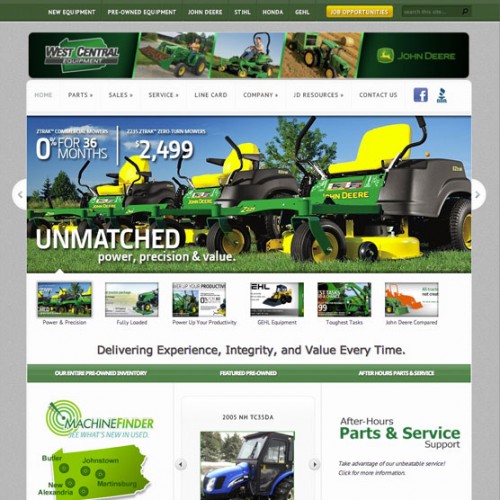 NEW EQUIPMENT PRE-OWNED EQUIPMENT JOHN DEERE STIHL HONDA GEHL JOB OPPORTUNITIES search this site...
WEST CENTRAL
EQUIPMENT
JOHN DEERE
HOME PARTS » SALES » SERVICE » LINE CARD COMPANY » JD RESOURCES » CONTACT US
ZTRAK™ COMMERCIAL MOWERS
0% FOR 36 MONTHS
Z235 ZTRAK™ ZERO-TURN MOWERS
$2,499
JOHN DEERE
UNMATCHED
power, precision & value.
Power & Precision Fully Loaded Power Up Your Productivity GEHL Equipment Toughest Tasks John Deere Compared
Delivering Experience, Integrity, and Value Every Time.
OUR ENTIRE PRE-OWNED INVENTORY FEATURED PRE-OWNED AFTER HOURS PARTS & SERVICE
MACHINEFINDER
SEE WHAT'S NEW IN USED.
Butler
Johnstown
New Alexandria
Martinsburg
2005 NH TC35DA
After-Hours
Parts & Service
Support
Take advantage of our unbeatable service!
Click for more information.